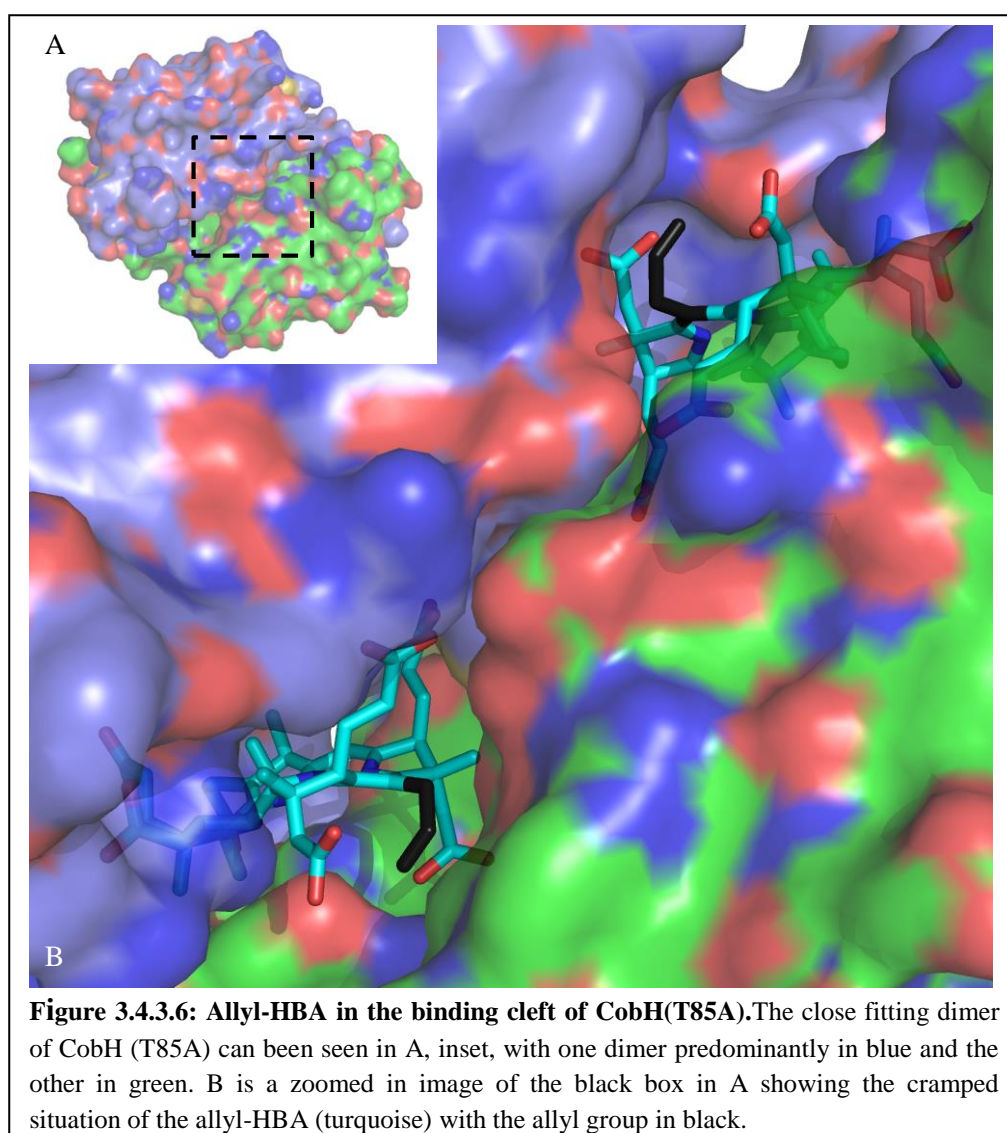 A
B
Figure 3.4.3.6: Allyl-HBA in the binding cleft of CobH(T85A).The close fitting dimer
of CobH (T85A) can been seen in A, inset, with one dimer predominantly in blue and the
other in green. B is a zoomed in image of the black box in A showing the cramped
situation of the allyl-HBA (turquoise) with the allyl group in black.